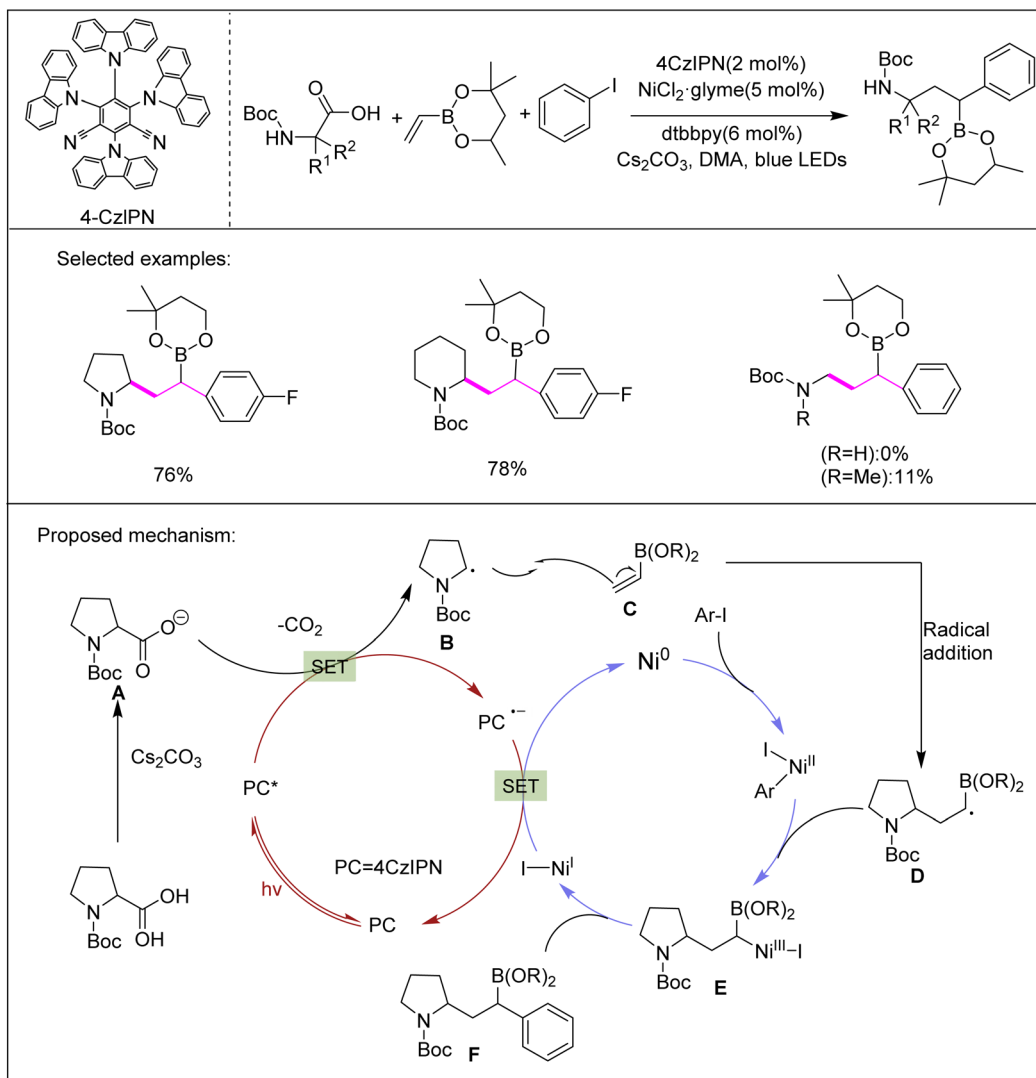 N
N
N
N
N
N
4-CzIPN
Boc
N
H
O
OH
R¹ R²
+
B
O
O
+
I
4CzIPN(2 mol%)
NiCl₂·glyme(5 mol%)
dtbbpy(6 mol%)
Cs₂CO₃, DMA, blue LEDs
Boc
HN
R¹ R²
B
O
O
Selected examples:
O
O
B
N
Boc
F
76%
O
O
B
N
Boc
F
78%
O
O
B
Boc
N
R
(R=H):0%
(R=Me):11%
Proposed mechanism:
N
Boc
O⊖
O
A
Cs₂CO₃
N
Boc
OH
OH
-CO₂
SET
N
Boc
B
B(OR)₂
C
Radical
addition
PC*
hv
PC
PC=4CzIPN
PC •−
SET
Ni⁰
Ar-I
I
Niᴵᴵ
Ar
B(OR)₂
N
Boc
D
I—Niᴵ
B(OR)₂
Niᴵᴵᴵ–I
N
Boc
E
B(OR)₂
N
Boc
F